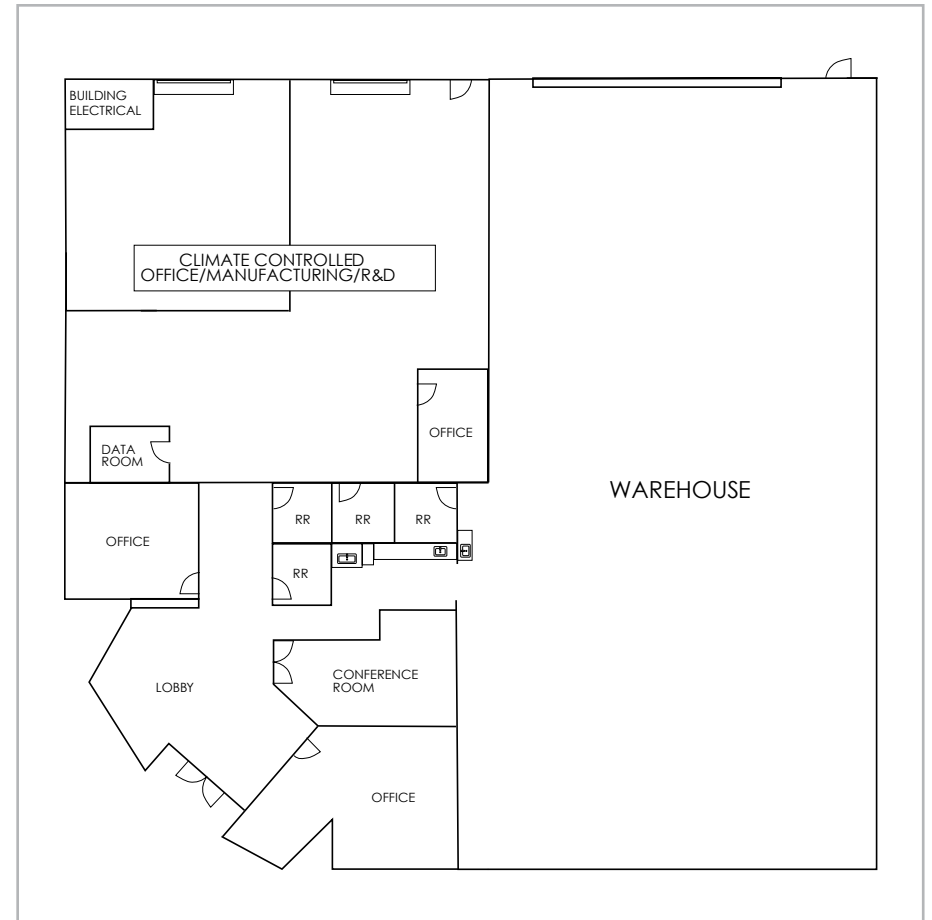 BUILDING
ELECTRICAL
CLIMATE CONTROLLED
OFFICE/MANUFACTURING/R&D
OFFICE
DATA
ROOM
WAREHOUSE
RR
RR
RR
OFFICE
RR
CONFERENCE
ROOM
LOBBY
OFFICE